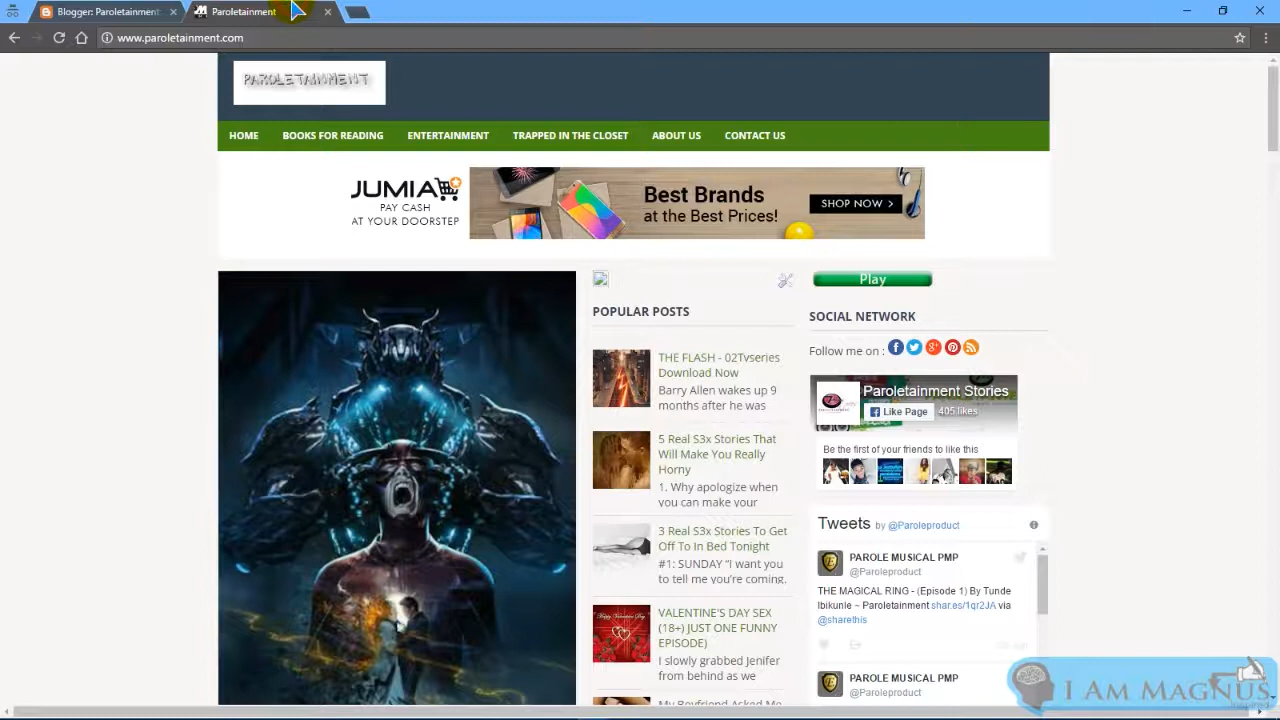 Blogger: Paroletainment
Paroletainment
www.paroletainment.com
PAROLETAINMENT
HOME
BOOKS FOR READING
ENTERTAINMENT
TRAPPED IN THE CLOSET
ABOUT US
CONTACT US
JUMIA
PAY CASH
AT YOUR DOORSTEP
Best Brands
at the Best Prices!
SHOP NOW >
POPULAR POSTS
THE FLASH - 02Tvseries
Download Now
Barry Allen wakes up 9
months after he was
5 Real S3x Stories That
Will Make You Really
Horny
1. Why apologize when
you can make your
3 Real S3x Stories To Get
Off To In Bed Tonight
#1: SUNDAY “I want you
to tell me you’re coming,
VALENTINE'S DAY SEX
(18+) JUST ONE FUNNY
EPISODE)
I slowly grabbed Jenifer
from behind as we
My Boyfriend Asked Me
Play
SOCIAL NETWORK
Follow me on :
Paroletainment Stories
Like Page
405 likes
Be the first of your friends to like this
Tweets by @Paroleproduct
PAROLE MUSICAL PMP
@Paroleproduct
THE MAGICAL RING - (Episode 1) By Tunde
Ibikunle ~ Paroletainment shar.es/1qr2JA via
@sharethis
PAROLE MUSICAL PMP
@Paroleproduct
I AM MAGNUS